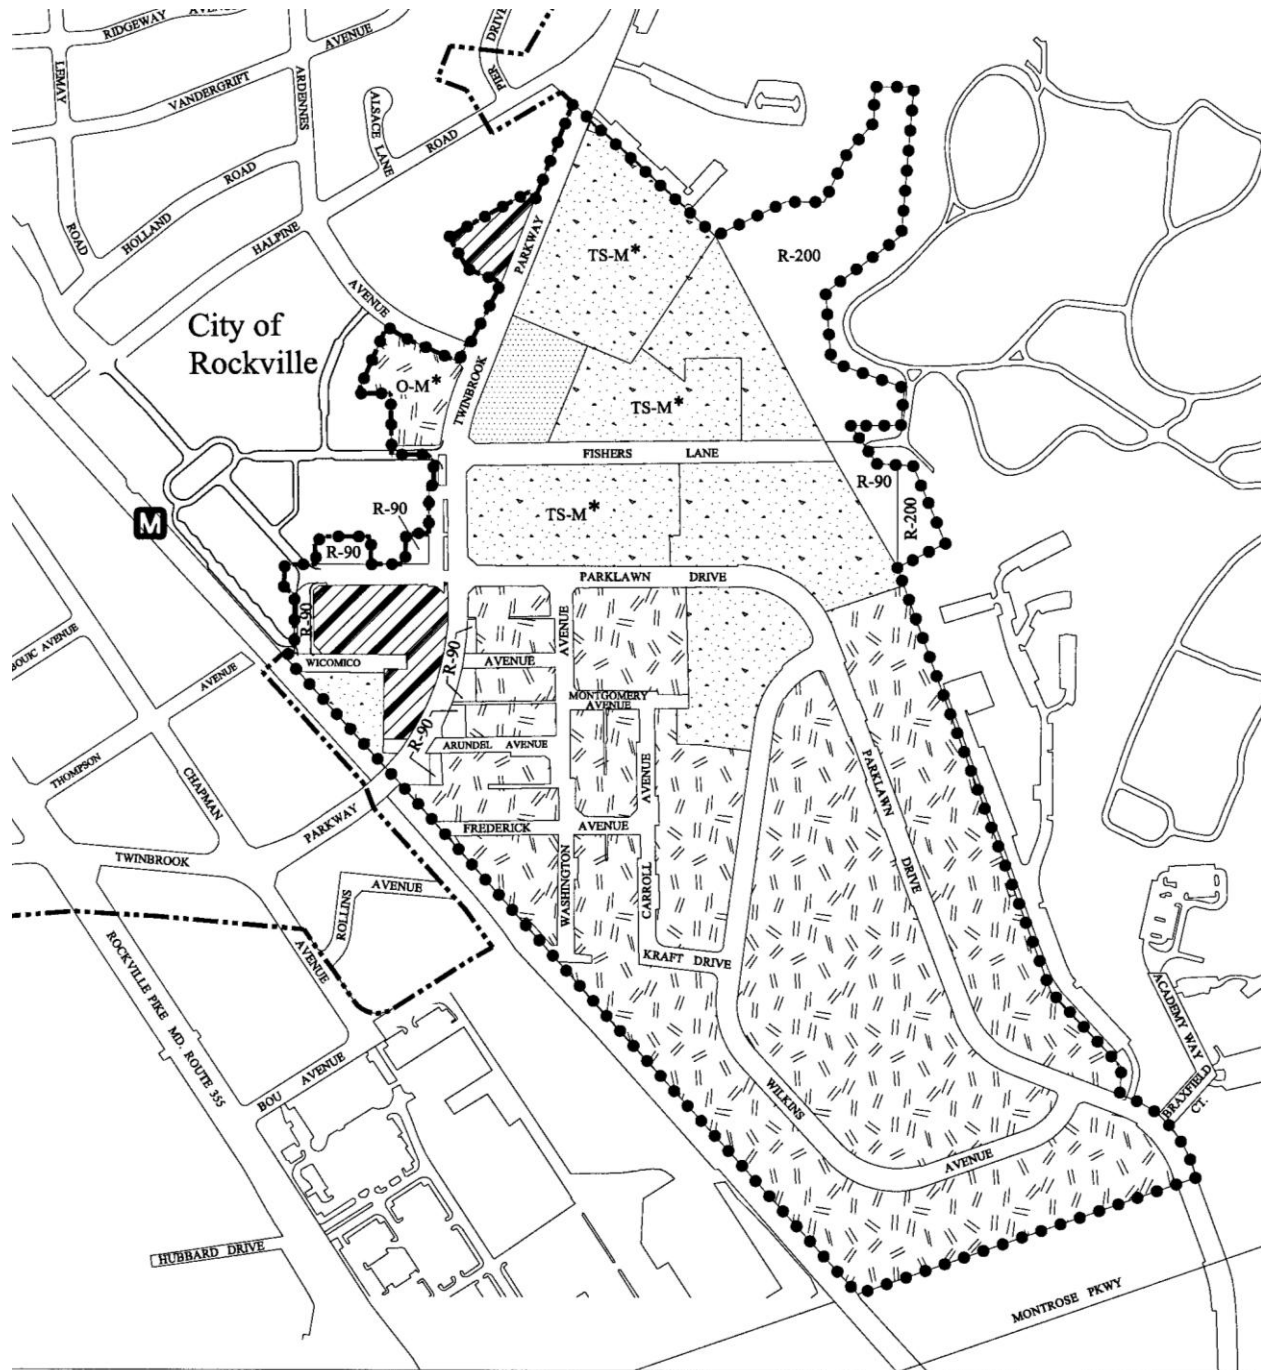 RIDGEWAY
AVENUE
DRIVE
PIER
LEMAY
ROAD
VANDERGRIFT
AVENUE
ARDENNES
ALSACE LANE
ROAD
HOLLAND
ROAD
HALPINE
AVENUE
City of
Rockville
PARKWAY
TWINBROOK
TS-M*
R-200
O-M*
TS-M*
FISHERS LANE
R-90
R-200
TS-M*
M
R-90
R-90
R-90
PARKLAWN DRIVE
WICOMICO
AVENUE
AVENUE
R-90
R-90
MONTGOMERY
AVENUE
ARUNDEL AVENUE
AVENUE
PARKLAWN
DRIVE
FREDERICK AVENUE
WASHINGTON
CARROLL
KRAFT DRIVE
WILKINS
AVENUE
BOUIC AVENUE
AVENUE
THOMPSON
CHAPMAN
PARKWAY
TWINBROOK
ROLLINS
AVENUE
AVENUE
ROCKVILLE PIKE MD. ROUTE 355
BOU AVENUE
HUBBARD DRIVE
ACADEMY WAY
BRAXFIELD
CT.
MONTROSE PKWY